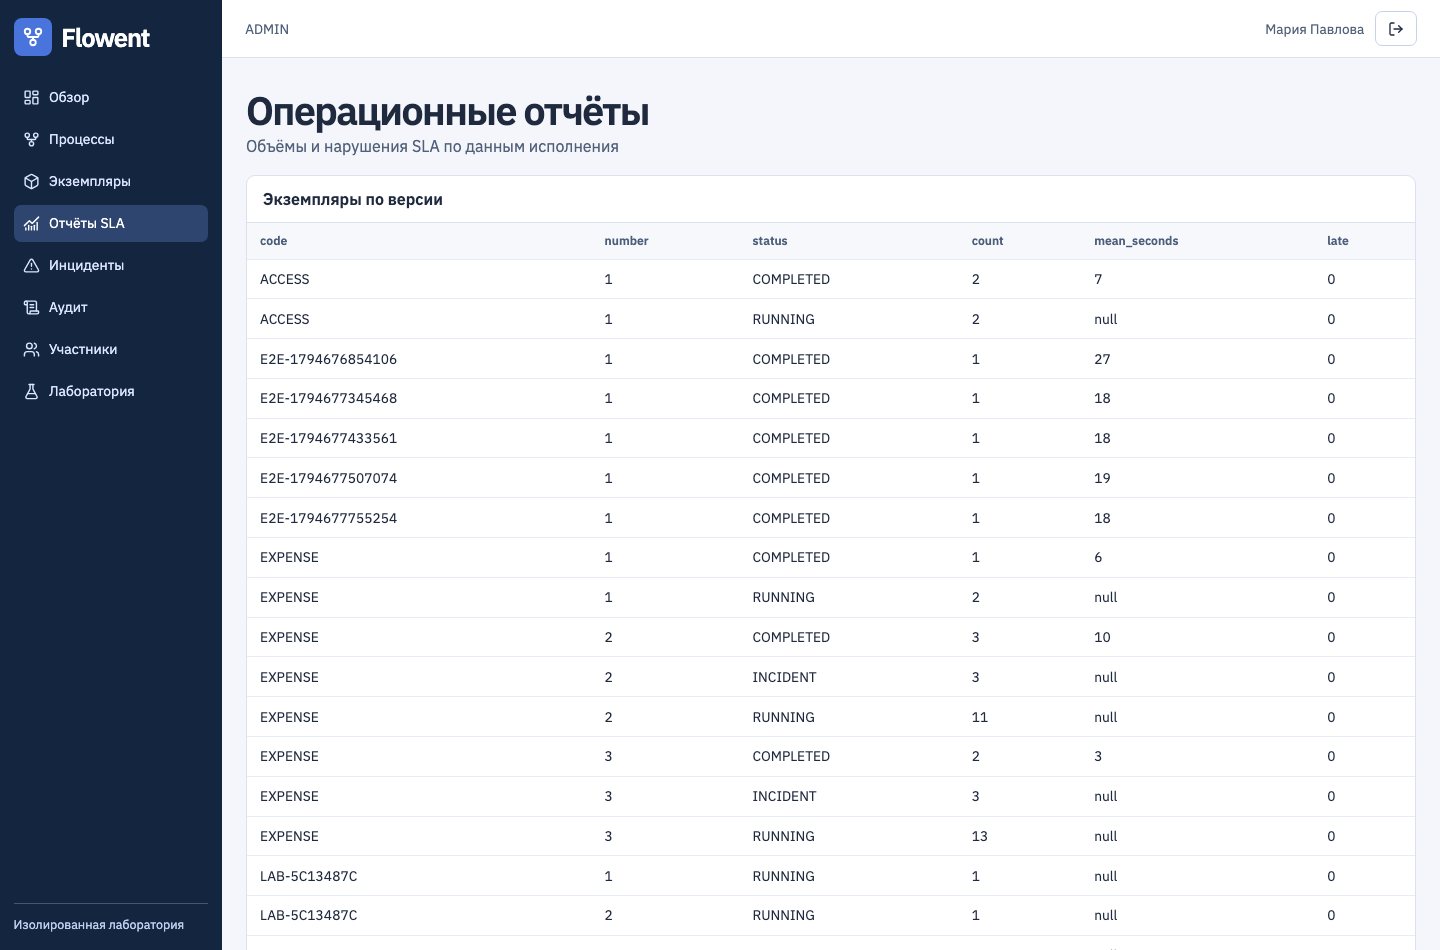 Flowent
ADMIN
Мария Павлова
Обзор
Процессы
Экземпляры
Отчёты SLA
Инциденты
Аудит
Участники
Лаборатория
Изолированная лаборатория
Операционные отчёты
Объёмы и нарушения SLA по данным исполнения
Экземпляры по версии
code number status count mean_seconds late
ACCESS 1 COMPLETED 2 7 0
ACCESS 1 RUNNING 2 null 0
E2E-1794676854106 1 COMPLETED 1 27 0
E2E-1794677345468 1 COMPLETED 1 18 0
E2E-1794677433561 1 COMPLETED 1 18 0
E2E-1794677507074 1 COMPLETED 1 19 0
E2E-1794677755254 1 COMPLETED 1 18 0
EXPENSE 1 COMPLETED 1 6 0
EXPENSE 1 RUNNING 2 null 0
EXPENSE 2 COMPLETED 3 10 0
EXPENSE 2 INCIDENT 3 null 0
EXPENSE 2 RUNNING 11 null 0
EXPENSE 3 COMPLETED 2 3 0
EXPENSE 3 INCIDENT 3 null 0
EXPENSE 3 RUNNING 13 null 0
LAB-5C13487C 1 RUNNING 1 null 0
LAB-5C13487C 2 RUNNING 1 null 0